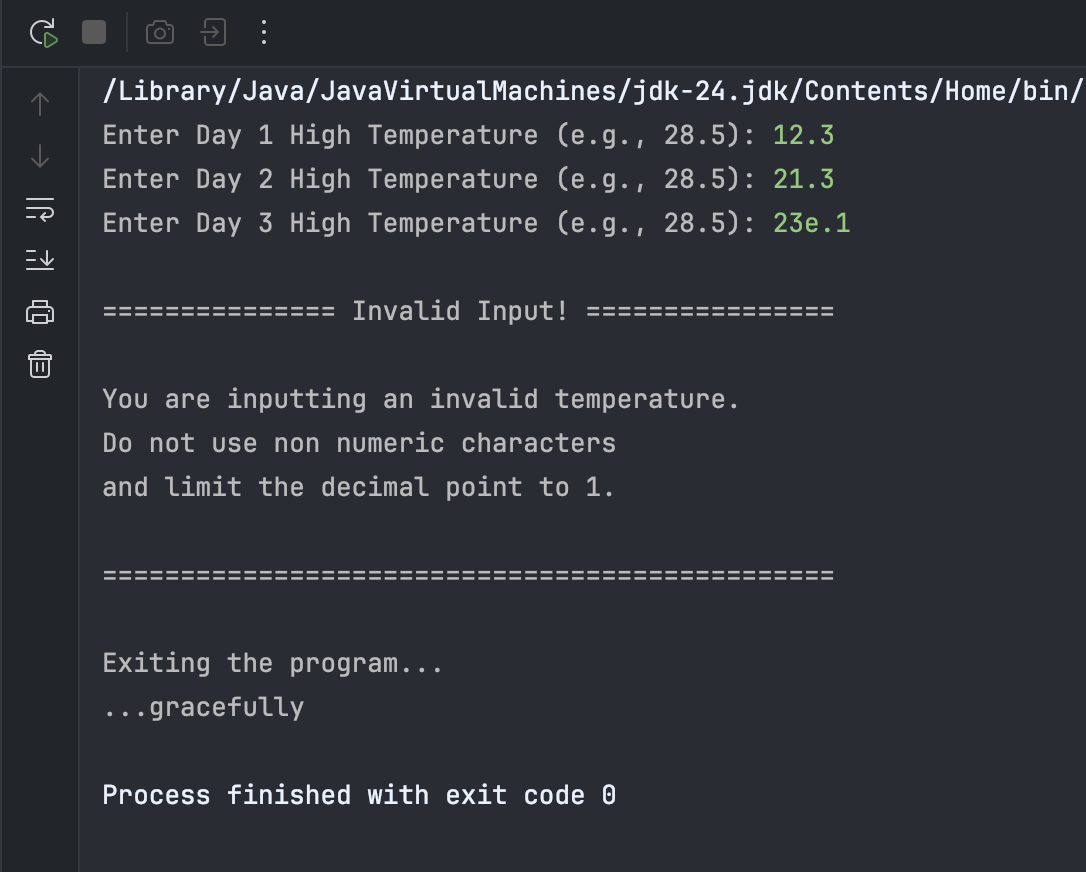 /Library/Java/JavaVirtualMachines/jdk-24.jdk/Contents/Home/bin/
Enter Day 1 High Temperature (e.g., 28.5): 12.3
Enter Day 2 High Temperature (e.g., 28.5): 21.3
Enter Day 3 High Temperature (e.g., 28.5): 23e.1
=============== Invalid Input! ================
You are inputting an invalid temperature.
Do not use non numeric characters
and limit the decimal point to 1.
===============================================
Exiting the program...
...gracefully
Process finished with exit code 0